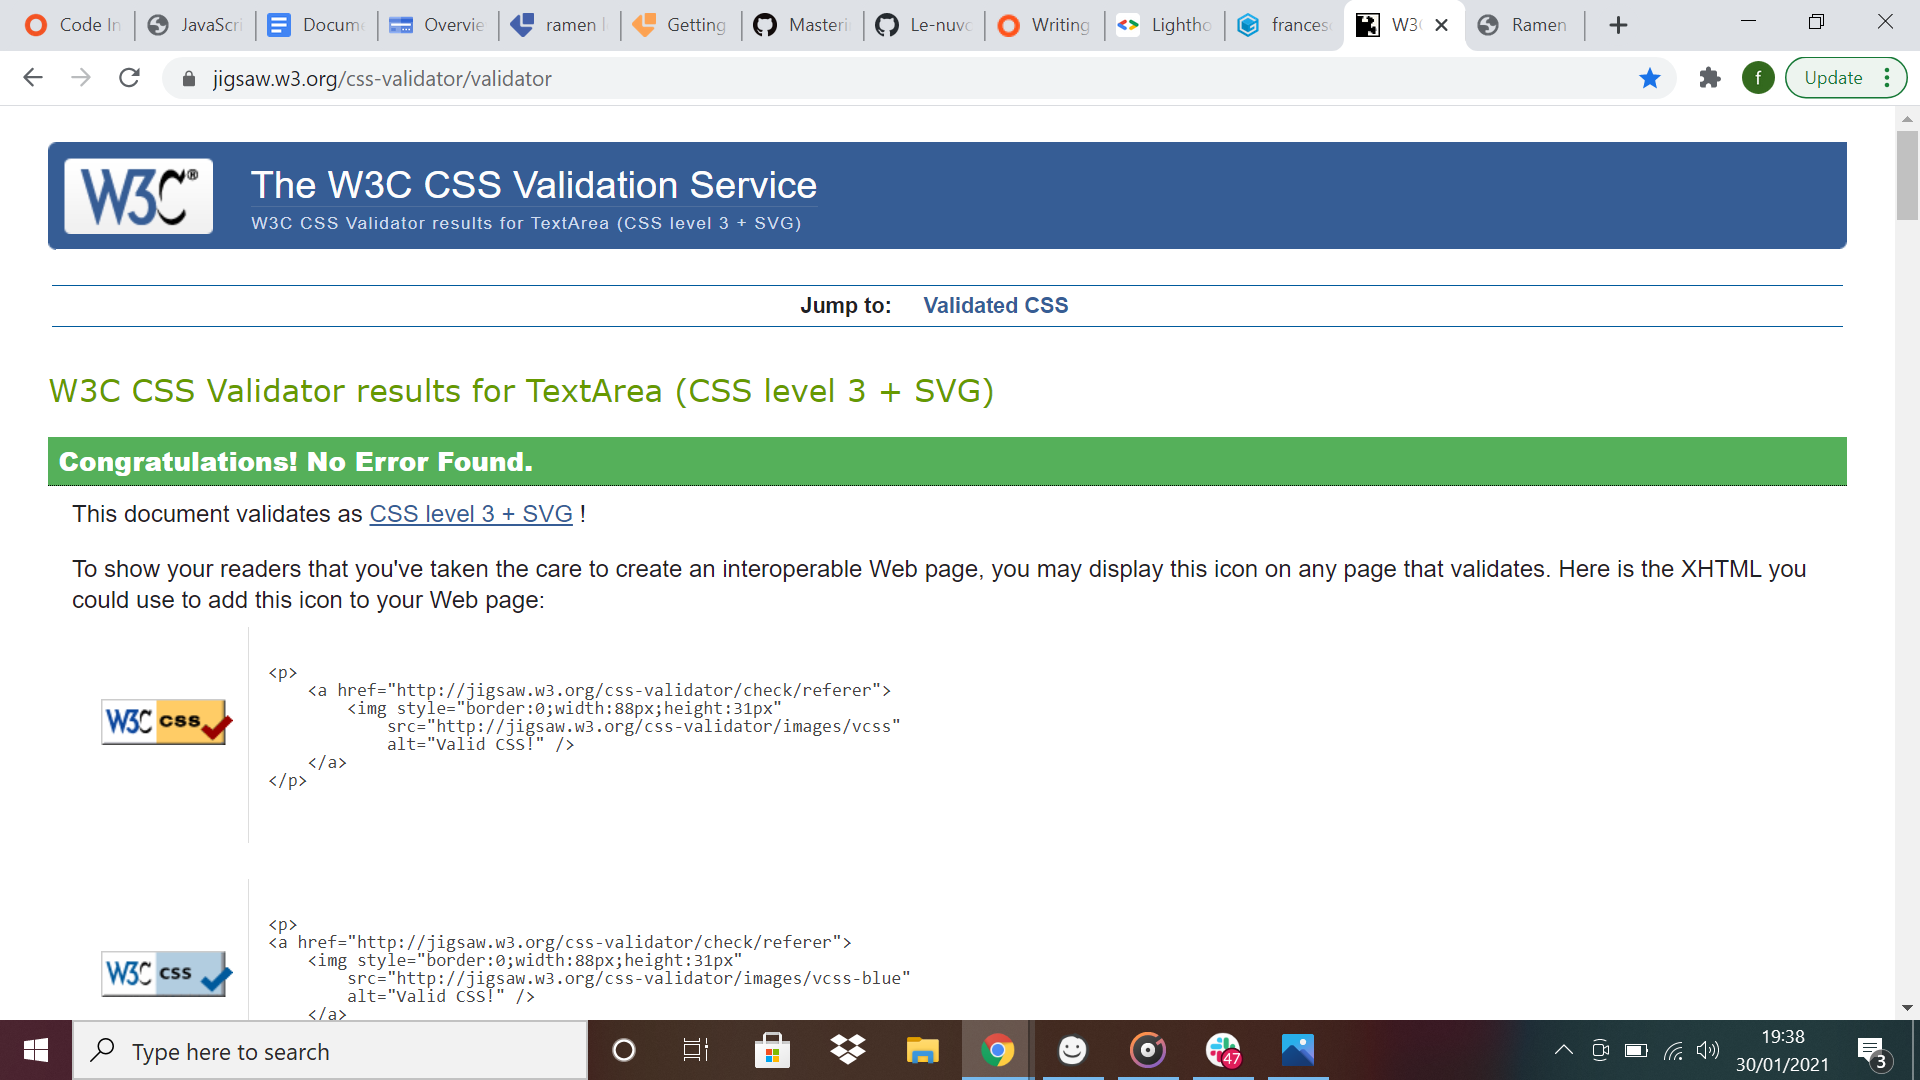 Code In
JavaScri
Docume
Overvie
ramen l
Getting
Masterin
Le-nuvo
Writing
Lightho
francesc
W3C
Ramen
jigsaw.w3.org/css-validator/validator
f
Update
W3C®
The W3C CSS Validation Service
W3C CSS Validator results for TextArea (CSS level 3 + SVG)
Jump to: Validated CSS
W3C CSS Validator results for TextArea (CSS level 3 + SVG)
Congratulations! No Error Found.
This document validates as CSS level 3 + SVG !
To show your readers that you've taken the care to create an interoperable Web page, you may display this icon on any page that validates. Here is the XHTML you
could use to add this icon to your Web page:
W3C css
<p>
<a href="http://jigsaw.w3.org/css-validator/check/referer">
<img style="border:0;width:88px;height:31px"
src="http://jigsaw.w3.org/css-validator/images/vcss"
alt="Valid CSS!" />
</a>
</p>
W3C css
<p>
<a href="http://jigsaw.w3.org/css-validator/check/referer">
<img style="border:0;width:88px;height:31px"
src="http://jigsaw.w3.org/css-validator/images/vcss-blue"
alt="Valid CSS!" />
</a>
Type here to search
47
19:38
30/01/2021
3